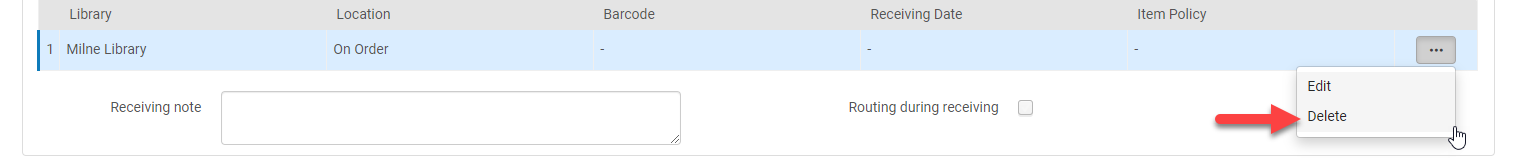 Library Location Barcode Receiving Date Item Policy
1 Milne Library On Order - - - ...
Edit
Receiving note Routing during receiving
Delete